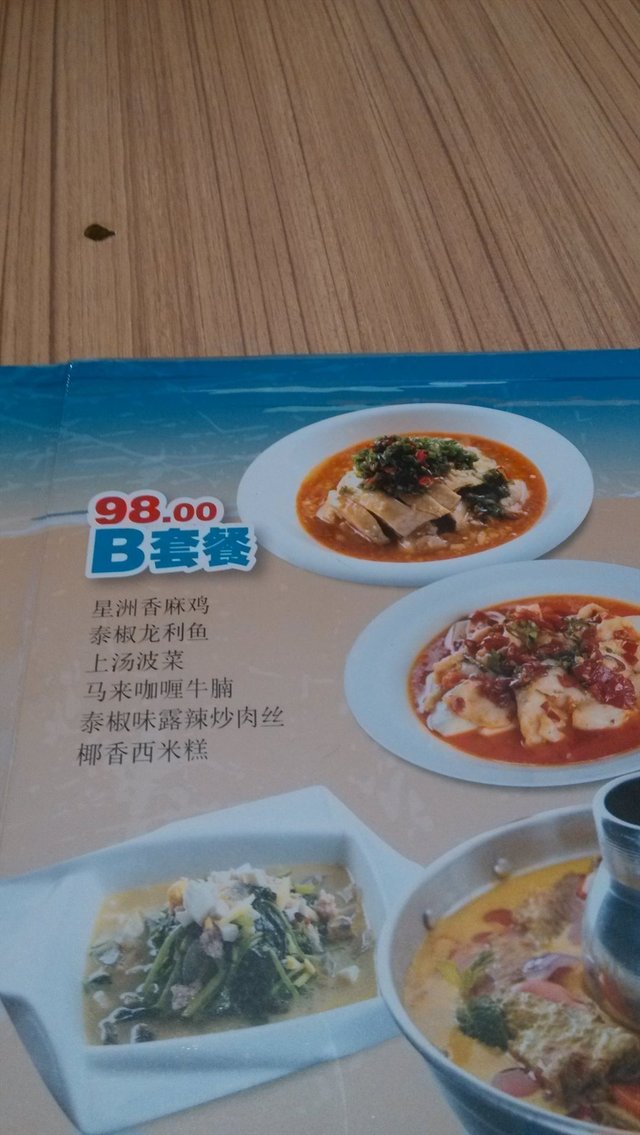 98.00
B套餐
星洲香麻鸡
泰椒龙利鱼
上汤波菜
马来咖喱牛腩
泰椒味露辣炒肉丝
椰香西米糕